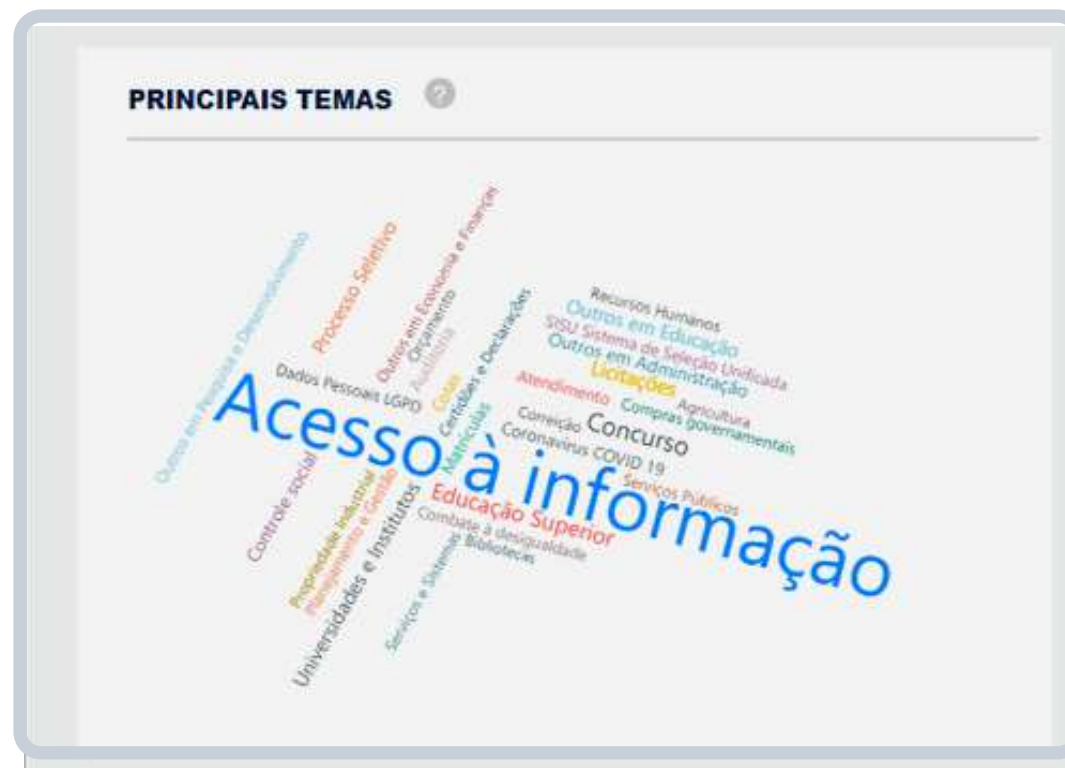 PRINCIPAIS TEMAS ?
Outros em Pesquisa e Desenvolvimento
Processo Seletivo
Outros em Economia e Finanças
Orçamento
Auditoria
Cotas
Certidões e Declarações
Matrículas
Dados Pessoais LGPD
Recursos Humanos
Outros em Educação
SISU Sistema de Seleção Unificada
Outros em Administração
Licitações
Atendimento
Agricultura
Compras governamentais
Correição
Concurso
Coronavírus COVID 19
Serviços Públicos
Acesso à informação
Controle social
Propriedade Industrial
Planejamento e Gestão
Universidades e Institutos
Serviços e Sistemas
Educação Superior
Combate à desigualdade
Bibliotecas